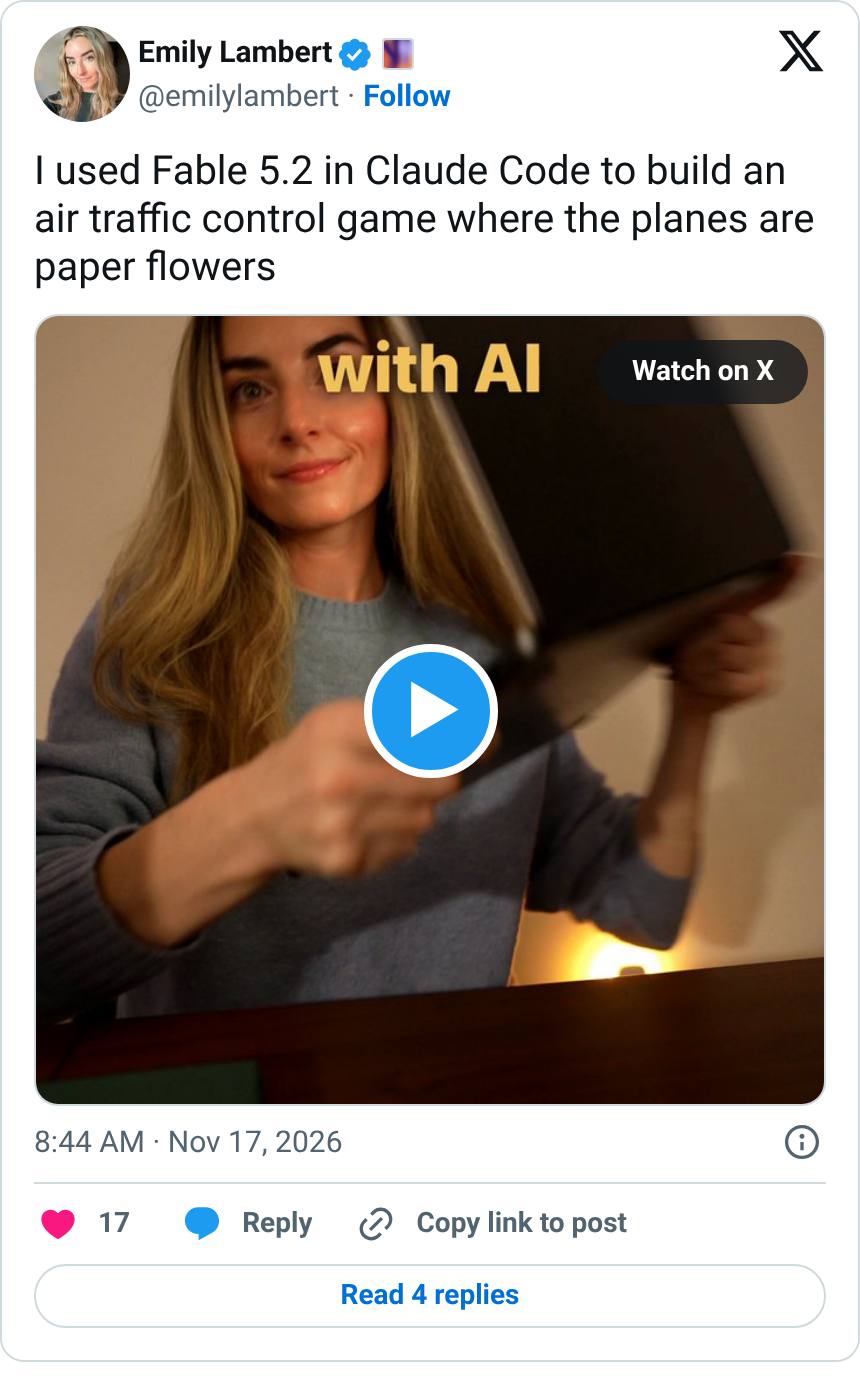 Emily Lambert
@emilylambert · Follow
I used Fable 5.2 in Claude Code to build an
air traffic control game where the planes are
paper flowers
with AI
Watch on X
8:44 AM · Nov 17, 2026
17 Reply Copy link to post
Read 4 replies